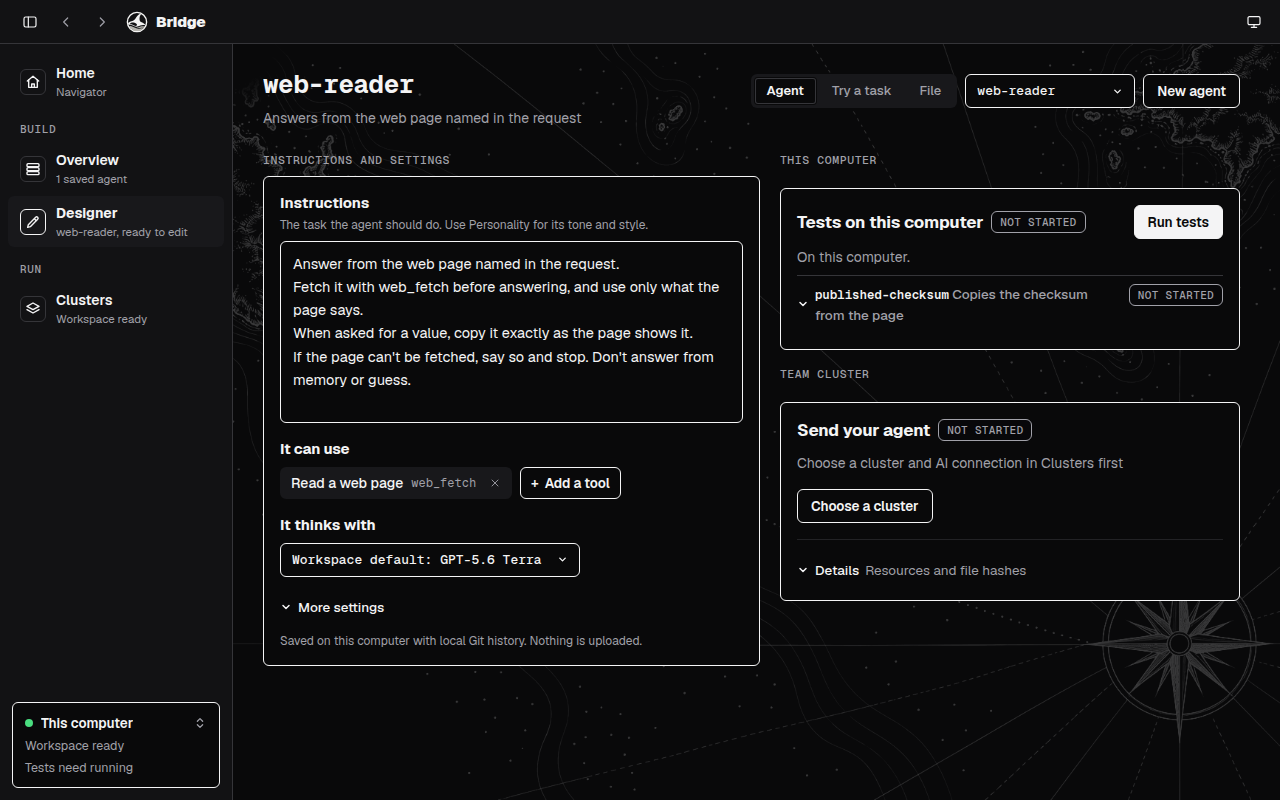 Bridge
Home
Navigator
BUILD
Overview
1 saved agent
Designer
web-reader, ready to edit
RUN
Clusters
Workspace ready
This computer
Workspace ready
Tests need running
web-reader
Answers from the web page named in the request
Agent
Try a task
File
web-reader
New agent
INSTRUCTIONS AND SETTINGS
Instructions
The task the agent should do. Use Personality for its tone and style.
Answer from the web page named in the request.
Fetch it with web_fetch before answering, and use only what the
page says.
When asked for a value, copy it exactly as the page shows it.
If the page can't be fetched, say so and stop. Don't answer from
memory or guess.
It can use
Read a web page web_fetch
+ Add a tool
It thinks with
Workspace default: GPT-5.6 Terra
More settings
Saved on this computer with local Git history. Nothing is uploaded.
THIS COMPUTER
Tests on this computer NOT STARTED
Run tests
On this computer.
published-checksum Copies the checksum
from the page
NOT STARTED
TEAM CLUSTER
Send your agent NOT STARTED
Choose a cluster and AI connection in Clusters first
Choose a cluster
Details Resources and file hashes